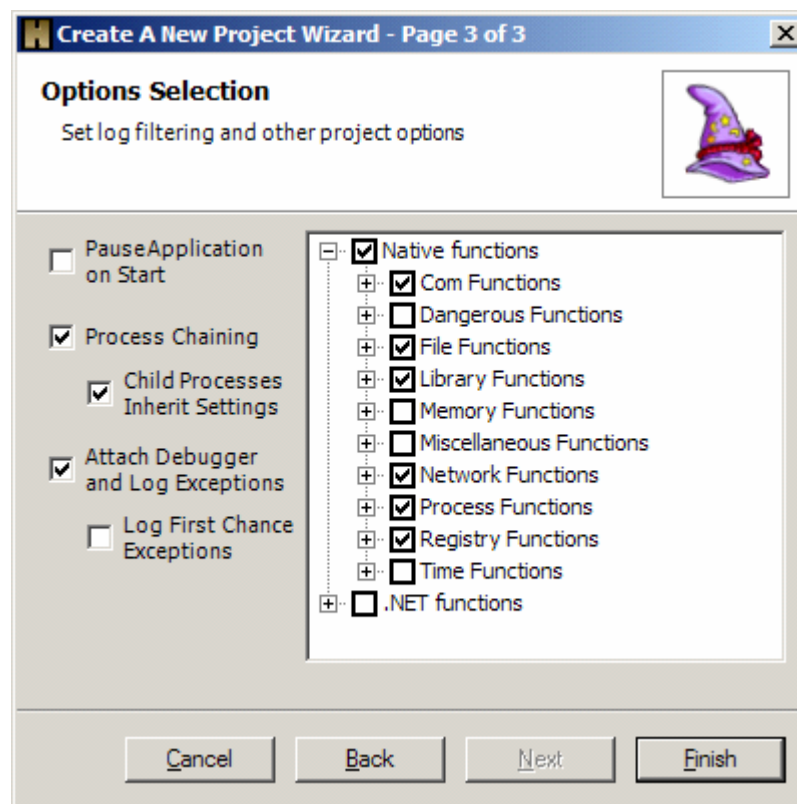 Create A New Project Wizard - Page 3 of 3
Options Selection
Set log filtering and other project options
Pause Application
on Start
Process Chaining
Child Processes
Inherit Settings
Attach Debugger
and Log Exceptions
Log First Chance
Exceptions
Native functions
Com Functions
Dangerous Functions
File Functions
Library Functions
Memory Functions
Miscellaneous Functions
Network Functions
Process Functions
Registry Functions
Time Functions
.NET functions
Cancel
Back
Next
Finish